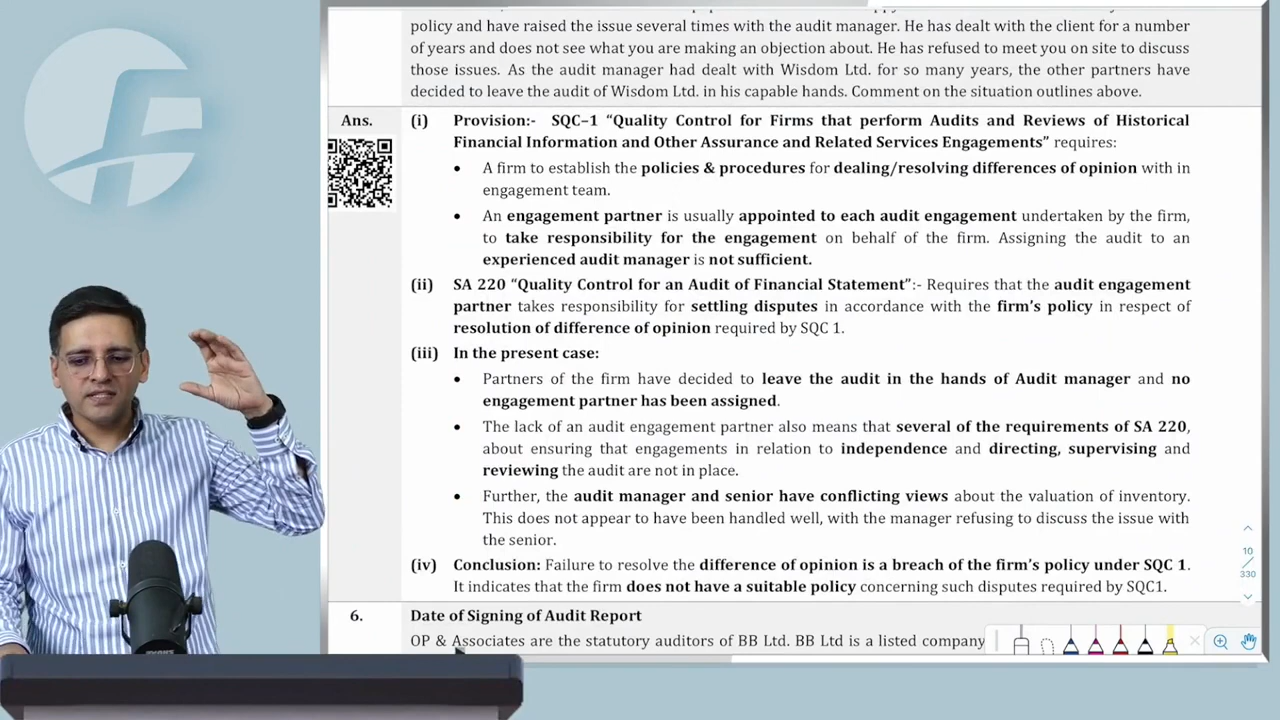 policy and have raised the issue several times with the audit manager. He has dealt with the client for a number
of years and does not see what you are making an objection about. He has refused to meet you on site to discuss
those issues. As the audit manager had dealt with Wisdom Ltd. for so many years, the other partners have
decided to leave the audit of Wisdom Ltd. in his capable hands. Comment on the situation outlines above.
Ans.
(i) Provision:- SQC–1 “Quality Control for Firms that perform Audits and Reviews of Historical
Financial Information and Other Assurance and Related Services Engagements” requires:
• A firm to establish the policies & procedures for dealing/resolving differences of opinion with in
engagement team.
• An engagement partner is usually appointed to each audit engagement undertaken by the firm,
to take responsibility for the engagement on behalf of the firm. Assigning the audit to an
experienced audit manager is not sufficient.
(ii) SA 220 “Quality Control for an Audit of Financial Statement”:- Requires that the audit engagement
partner takes responsibility for settling disputes in accordance with the firm’s policy in respect of
resolution of difference of opinion required by SQC 1.
(iii) In the present case:
• Partners of the firm have decided to leave the audit in the hands of Audit manager and no
engagement partner has been assigned.
• The lack of an audit engagement partner also means that several of the requirements of SA 220,
about ensuring that engagements in relation to independence and directing, supervising and
reviewing the audit are not in place.
• Further, the audit manager and senior have conflicting views about the valuation of inventory.
This does not appear to have been handled well, with the manager refusing to discuss the issue with
the senior.
(iv) Conclusion: Failure to resolve the difference of opinion is a breach of the firm’s policy under SQC 1.
It indicates that the firm does not have a suitable policy concerning such disputes required by SQC1.
6. Date of Signing of Audit Report
OP & Associates are the statutory auditors of BB Ltd. BB Ltd is a listed company
10
/
330